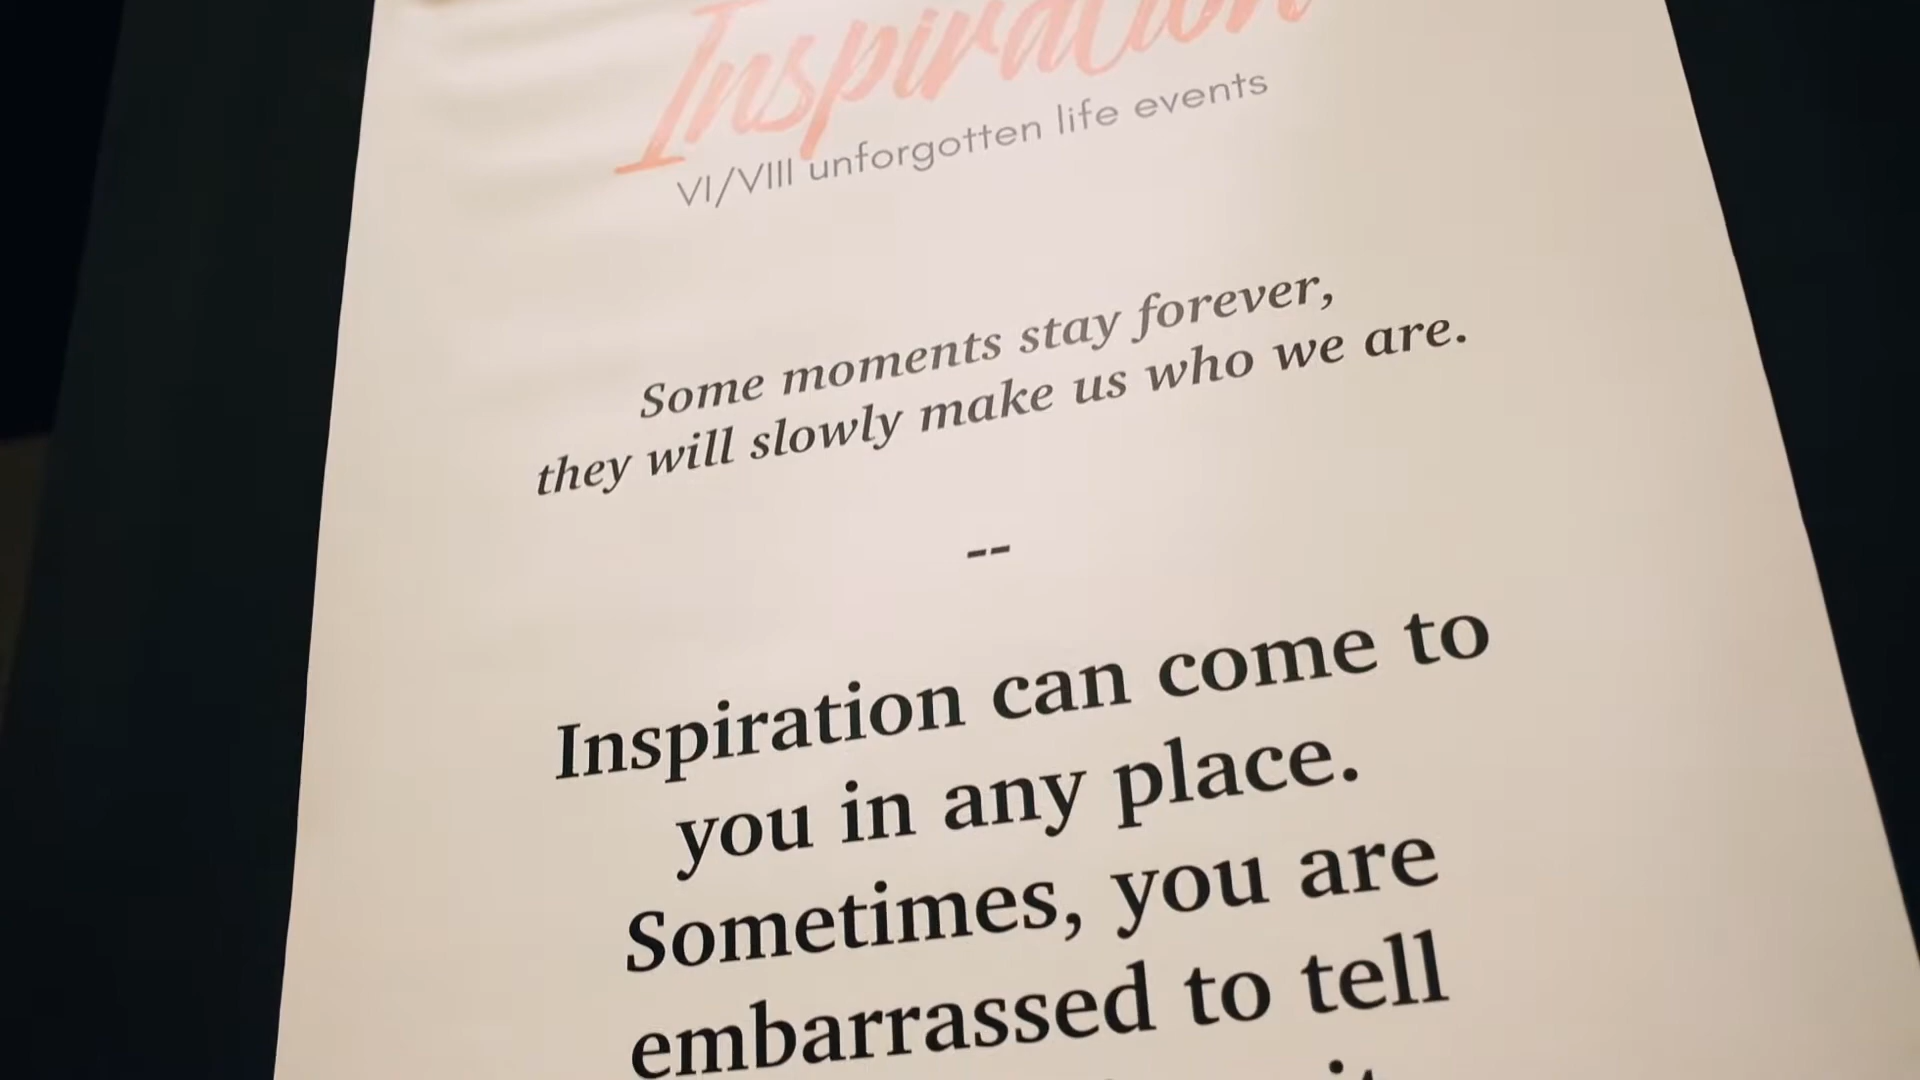 Inspiration
VI/VIII unforgotten life events
Some moments stay forever,
they will slowly make us who we are.
--
Inspiration can come to
you in any place.
Sometimes, you are
embarrassed to tell